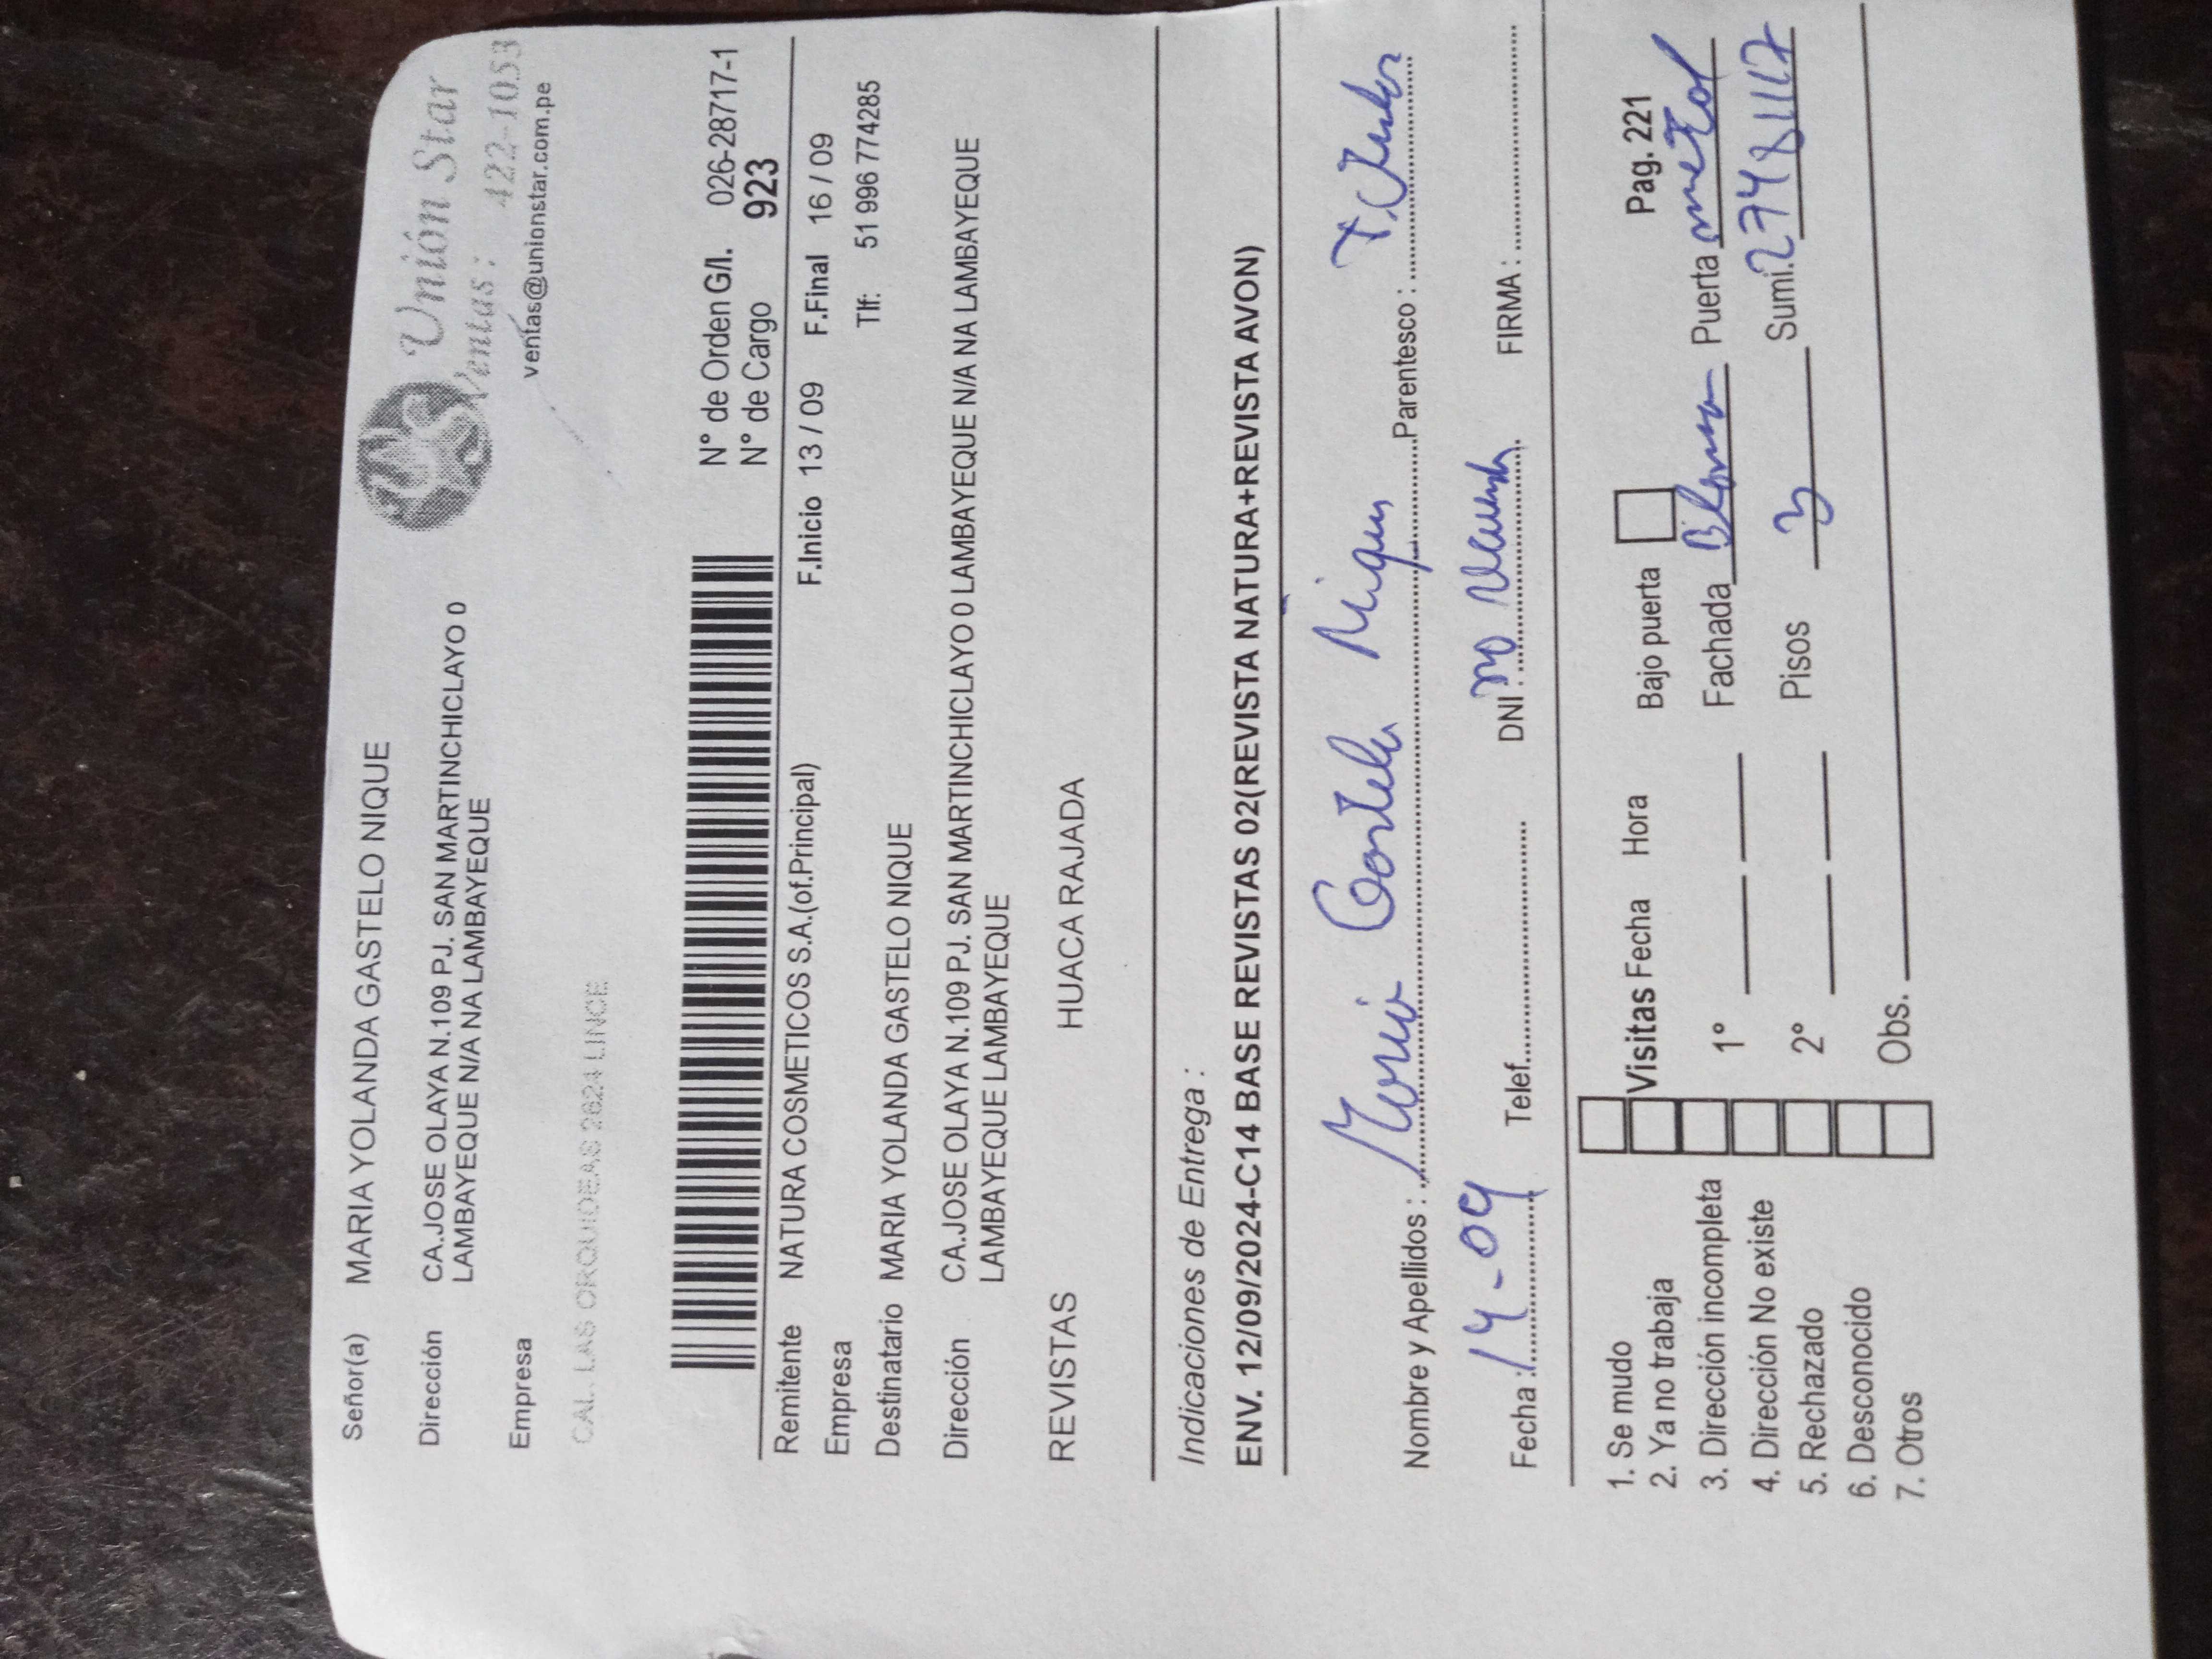 Señor(a) MARIA YOLANDA GASTELO NIQUE
Unión Star
Ventas: 422-1053
ventas@unionstar.com.pe
Dirección CA.JOSE OLAYA N.109 PJ. SAN MARTINCHICLAYO 0
LAMBAYEQUE N/A NA LAMBAYEQUE
Empresa
CAL. LAS ORQUIDEAS 2624 LINCE
N° de Orden G/I. 026-28717-1
N° de Cargo 923
Remitente NATURA COSMETICOS S.A.(of.Principal) F.Inicio 13 / 09 F.Final 16 / 09
Empresa Tlf: 51 996 774285
Destinatario MARIA YOLANDA GASTELO NIQUE
Dirección CA.JOSE OLAYA N.109 PJ. SAN MARTINCHICLAYO 0 LAMBAYEQUE N/A NA LAMBAYEQUE
LAMBAYEQUE LAMBAYEQUE
REVISTAS HUACA RAJADA
Indicaciones de Entrega :
ENV. 12/09/2024-C14 BASE REVISTAS 02(REVISTA NATURA+REVISTA AVON)
Nombre y Apellidos : Maria Gastelo Nique Parentesco :
Fecha : 14-09 Telef. DNI : no FIRMA :
1. Se mudo
2. Ya no trabaja
3. Dirección incompleta
4. Dirección No existe
5. Rechazado
6. Desconocido
7. Otros
Visitas Fecha Hora Bajo puerta Pag. 221
1° Fachada Puerta metal
2° Pisos Sumi.
Obs.